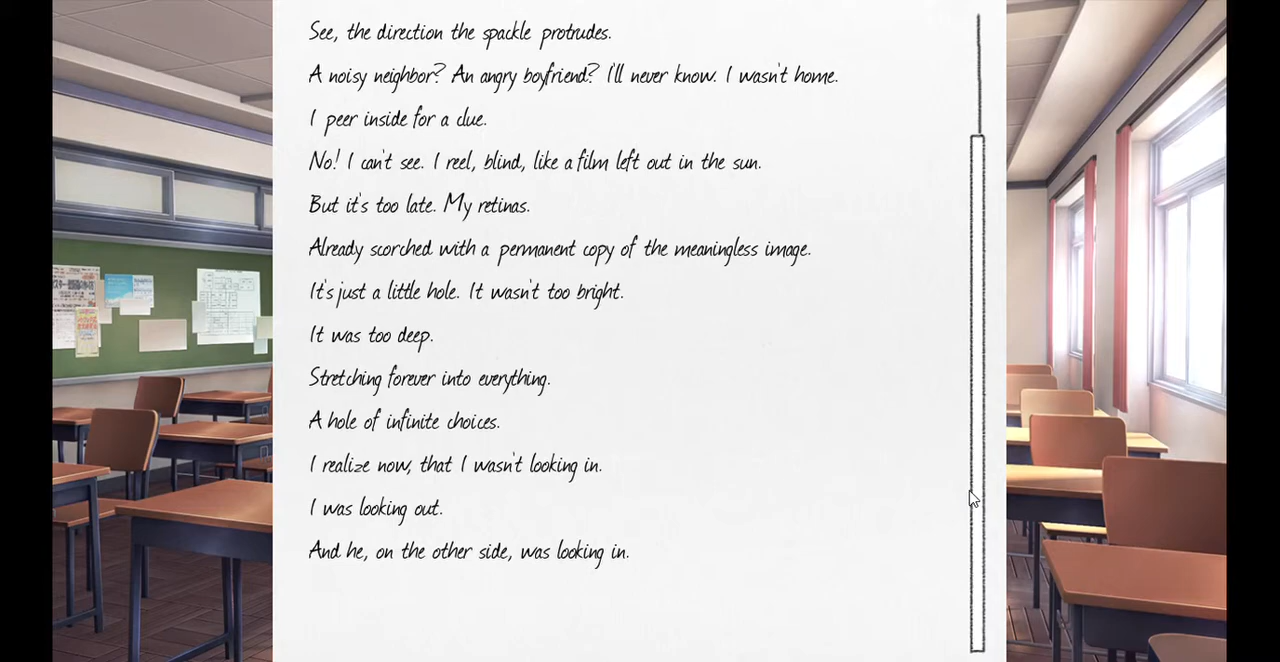 See, the direction the spackle protrudes.
A noisy neighbor? An angry boyfriend? I'll never know. I wasn't home.
I peer inside for a clue.
No! I can't see. I reel, blind, like a film left out in the sun.
But it's too late. My retinas.
Already scorched with a permanent copy of the meaningless image.
It's just a little hole. It wasn't too bright.
It was too deep.
Stretching forever into everything.
A hole of infinite choices.
I realize now, that I wasn't looking in.
I was looking out.
And he, on the other side, was looking in.